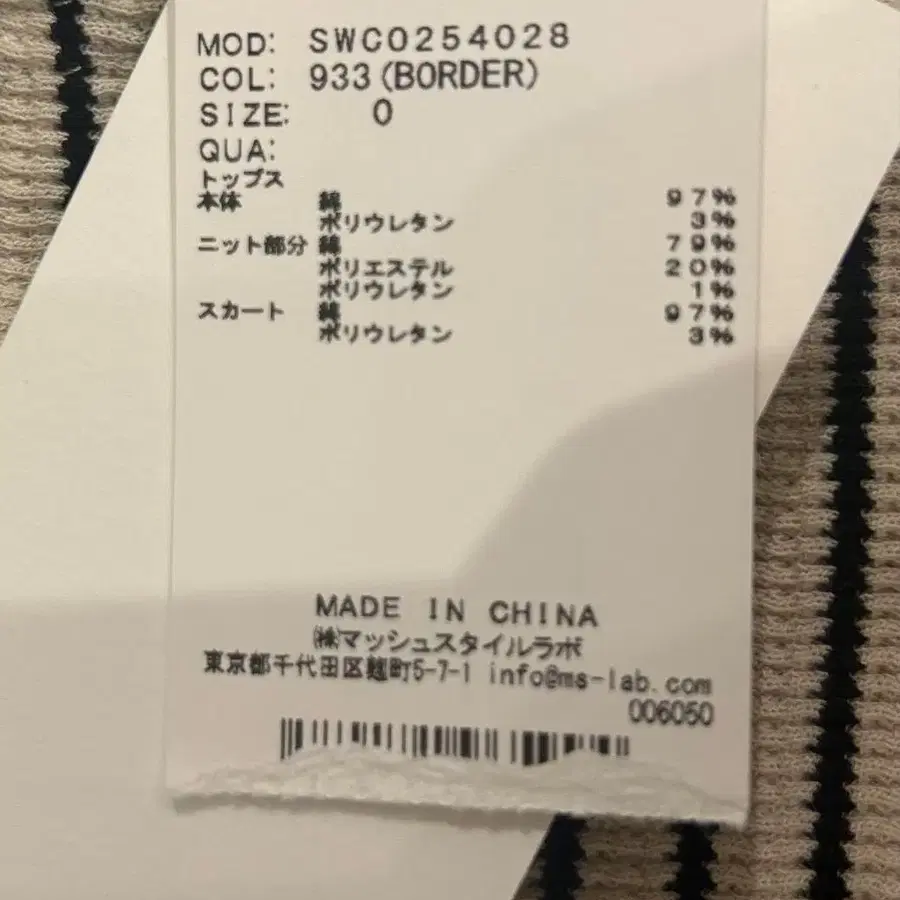 MOD: SWC0254028
COL: 933(BORDER)
SIZE: 0
QUA:
トップス
本体 綿 97%
ポリウレタン 3%
ニット部分 綿 79%
ポリエステル 20%
ポリウレタン 1%
スカート 綿 97%
ポリウレタン 3%
MADE IN CHINA
㈱マッシュスタイルラボ
東京都千代田区麹町5-7-1 info@ms-lab.com
006050